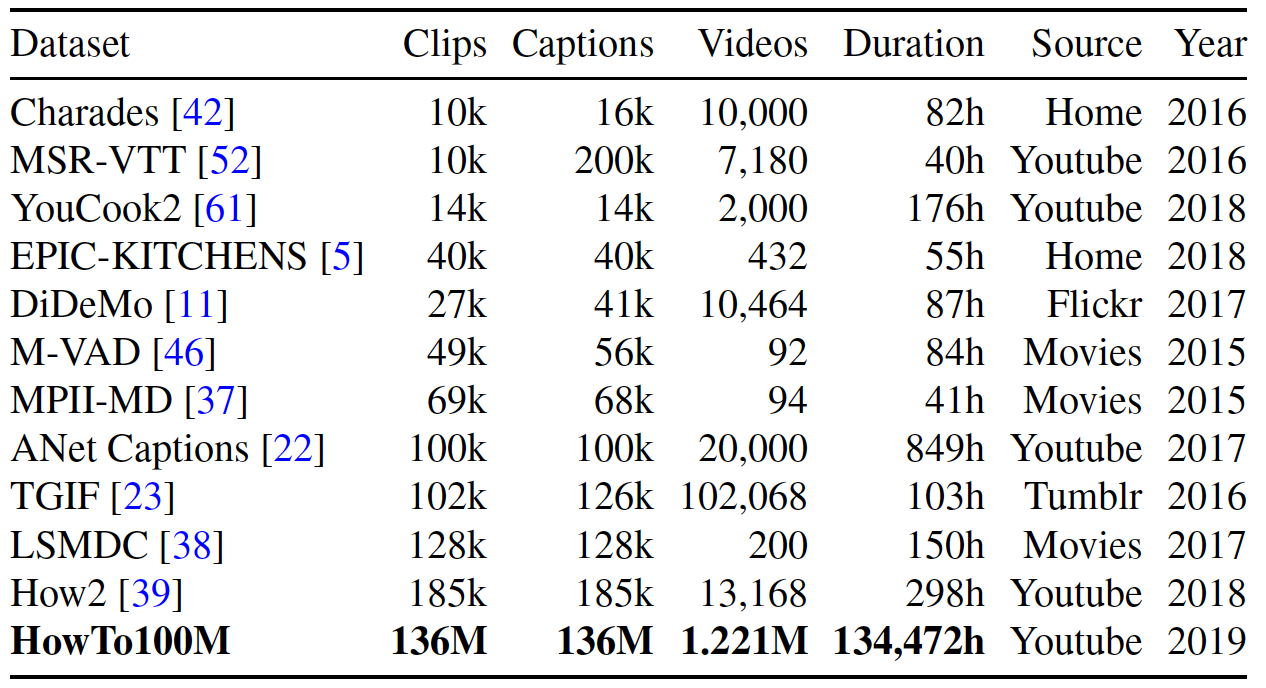 Dataset Clips Captions Videos Duration Source Year
Charades [42] 10k 16k 10,000 82h Home 2016
MSR-VTT [52] 10k 200k 7,180 40h Youtube 2016
YouCook2 [61] 14k 14k 2,000 176h Youtube 2018
EPIC-KITCHENS [5] 40k 40k 432 55h Home 2018
DiDeMo [11] 27k 41k 10,464 87h Flickr 2017
M-VAD [46] 49k 56k 92 84h Movies 2015
MPII-MD [37] 69k 68k 94 41h Movies 2015
ANet Captions [22] 100k 100k 20,000 849h Youtube 2017
TGIF [23] 102k 126k 102,068 103h Tumblr 2016
LSMDC [38] 128k 128k 200 150h Movies 2017
How2 [39] 185k 185k 13,168 298h Youtube 2018
HowTo100M 136M 136M 1.221M 134,472h Youtube 2019